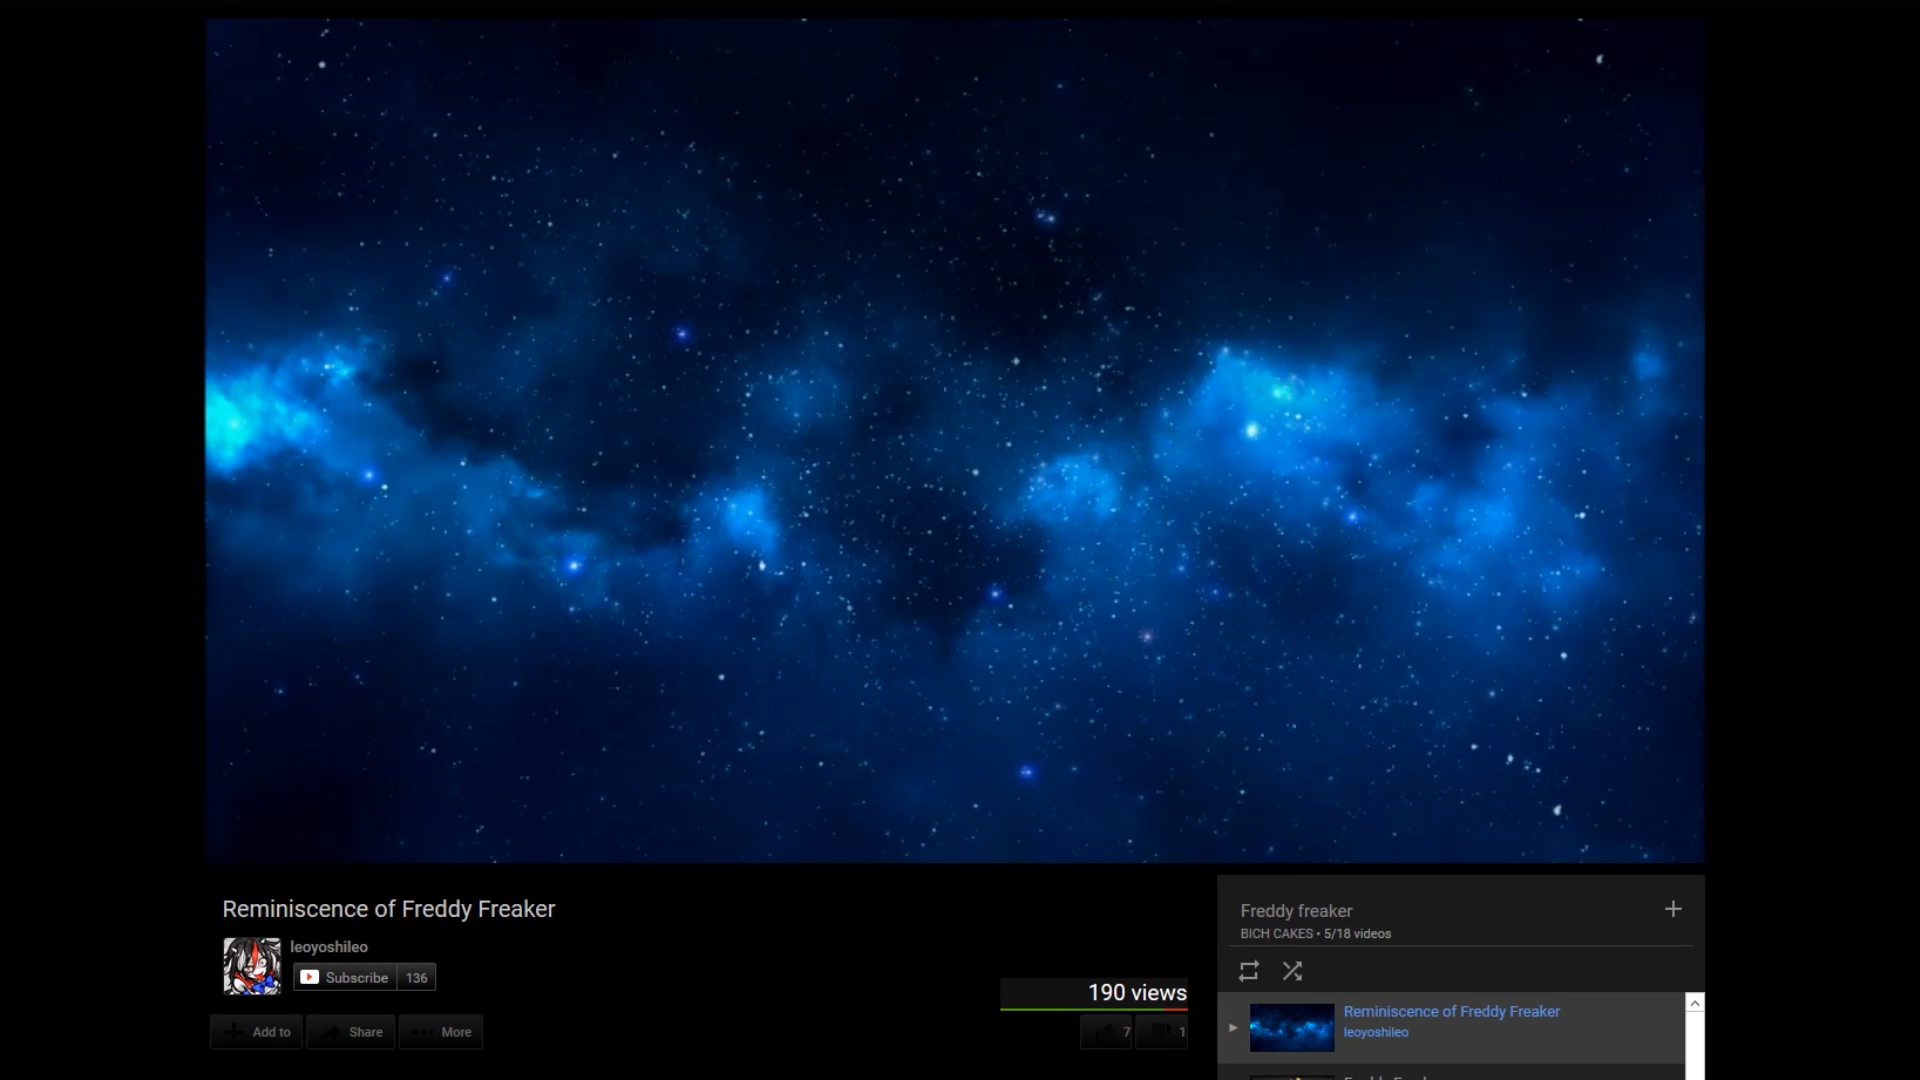 Reminiscence of Freddy Freaker
leoyoshileo
Subscribe 136
Add to Share More
190 views
7 1
Freddy freaker
BICH CAKES • 5/18 videos
Reminiscence of Freddy Freaker
leoyoshileo